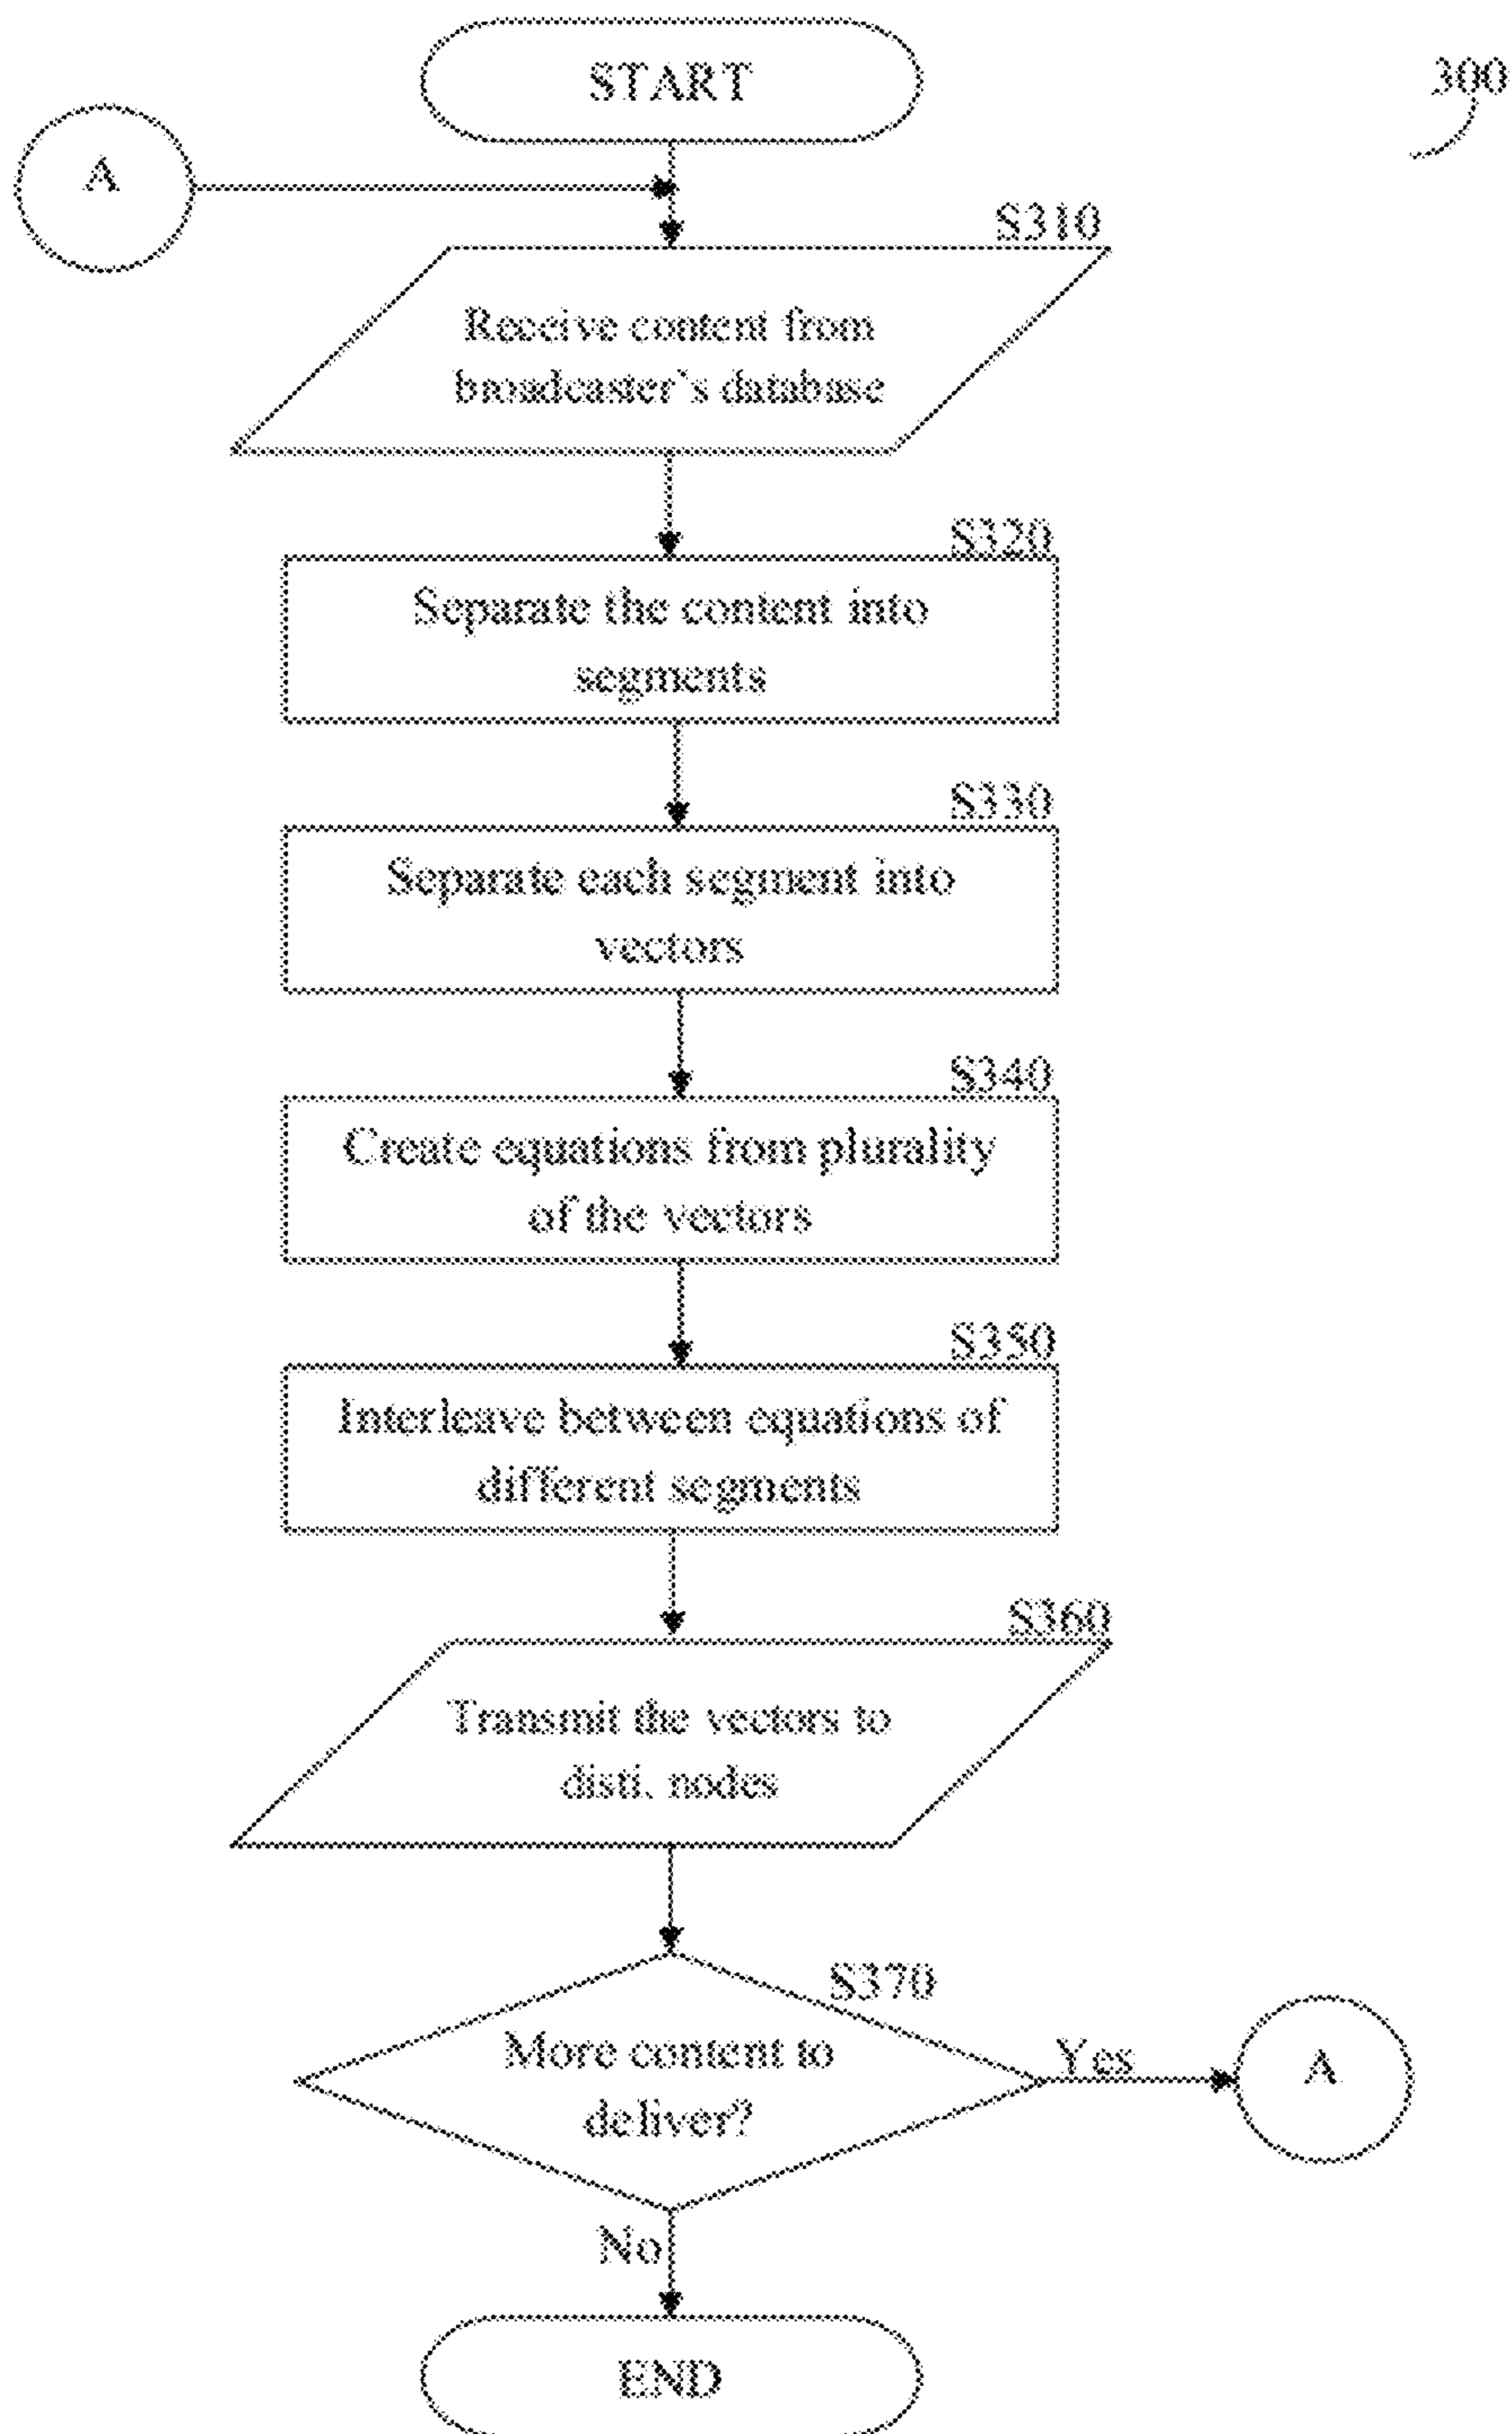 START
300
A
S310
Receive content from
broadcaster`s database
S320
Separate the content into
segments
S330
Separate each segment into
vectors
S340
Create equations from plurality
of the vectors
S350
Interleave between equations of
different segments
S360
Transmit the vectors to
disti. nodes
S370
More content to
deliver?
Yes
A
No
END